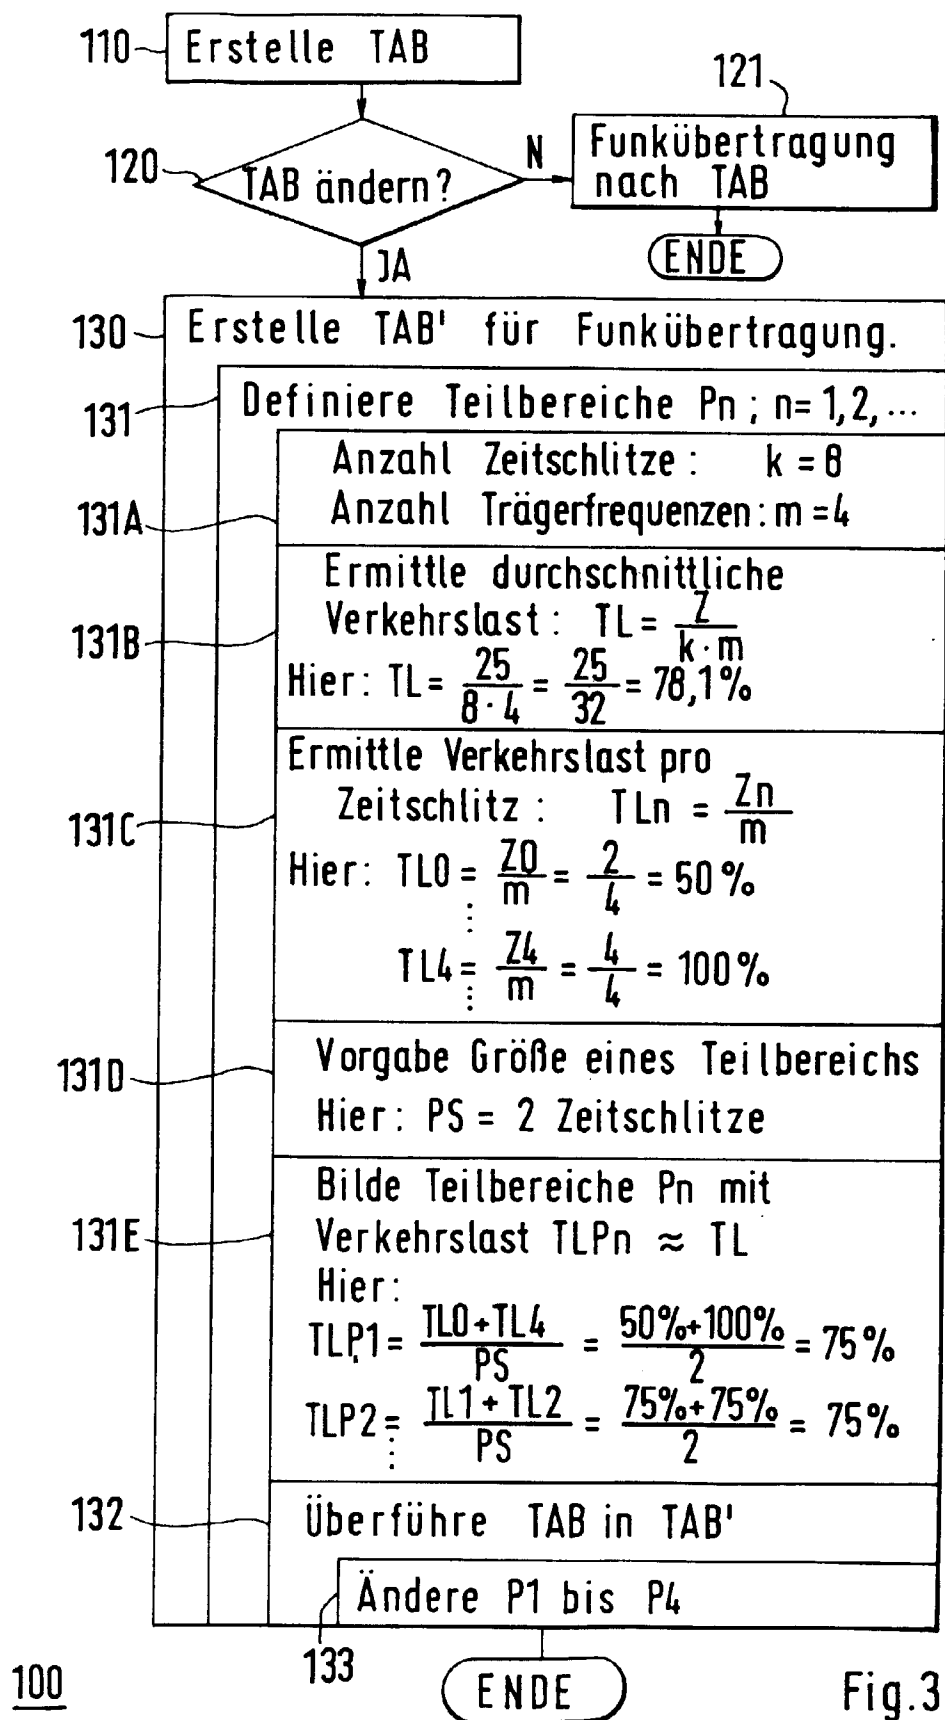 110
Erstelle TAB
121
120
TAB ändern?
N
Funkübertragung
nach TAB
ENDE
JA
130
Erstelle TAB' für Funkübertragung.
131
Definiere Teilbereiche Pn ; n= 1, 2, ...
131A
Anzahl Zeitschlitze : k = 8
Anzahl Trägerfrequenzen : m = 4
131B
Ermittle durchschnittliche
Verkehrslast : TL = Z / k · m
Hier: TL = 25 / 8 · 4 = 25 / 32 = 78,1%
131C
Ermittle Verkehrslast pro
Zeitschlitz : TLn = Zn / m
Hier: TL0 = Z0 / m = 2 / 4 = 50%
⋮
TL4 = Z4 / m = 4 / 4 = 100%
⋮
131D
Vorgabe Größe eines Teilbereichs
Hier: PS = 2 Zeitschlitze
131E
Bilde Teilbereiche Pn mit
Verkehrslast TLPn ≈ TL
Hier:
TLP1 = TL0 + TL4 / PS = 50% + 100% / 2 = 75%
TLP2 = TL1 + TL2 / PS = 75% + 75% / 2 = 75%
⋮
132
Überführe TAB in TAB'
133
Ändere P1 bis P4
ENDE
100
Fig.3